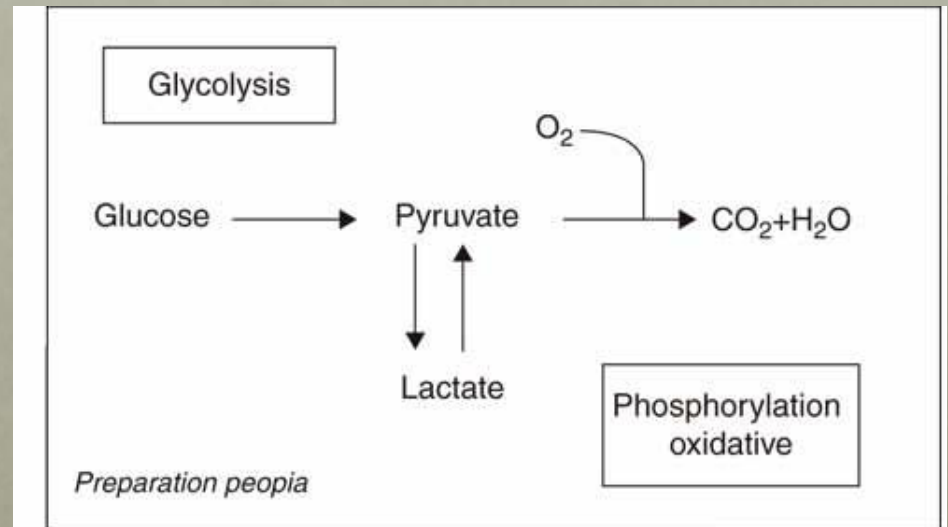 Glycolysis
O₂
Glucose
Pyruvate
CO₂+H₂O
Lactate
Phosphorylation
oxidative
Preparation peopia